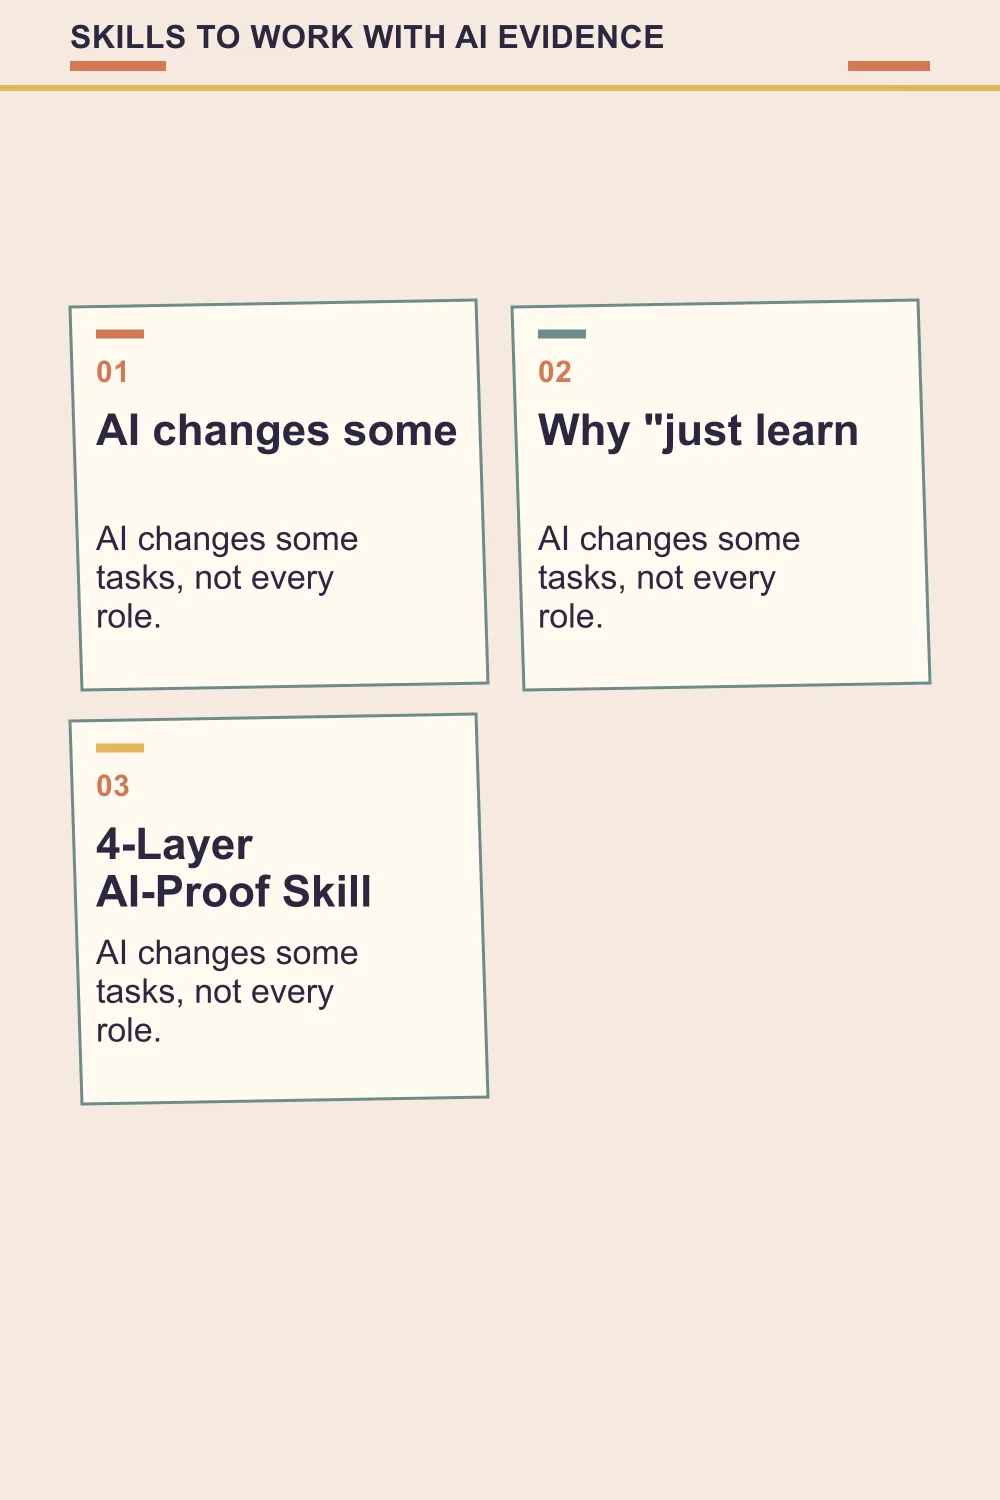 SKILLS TO WORK WITH AI EVIDENCE
01
AI changes some
AI changes some
tasks, not every
role.
02
Why "just learn
AI changes some
tasks, not every
role.
03
4-Layer
AI-Proof Skill
AI changes some
tasks, not every
role.